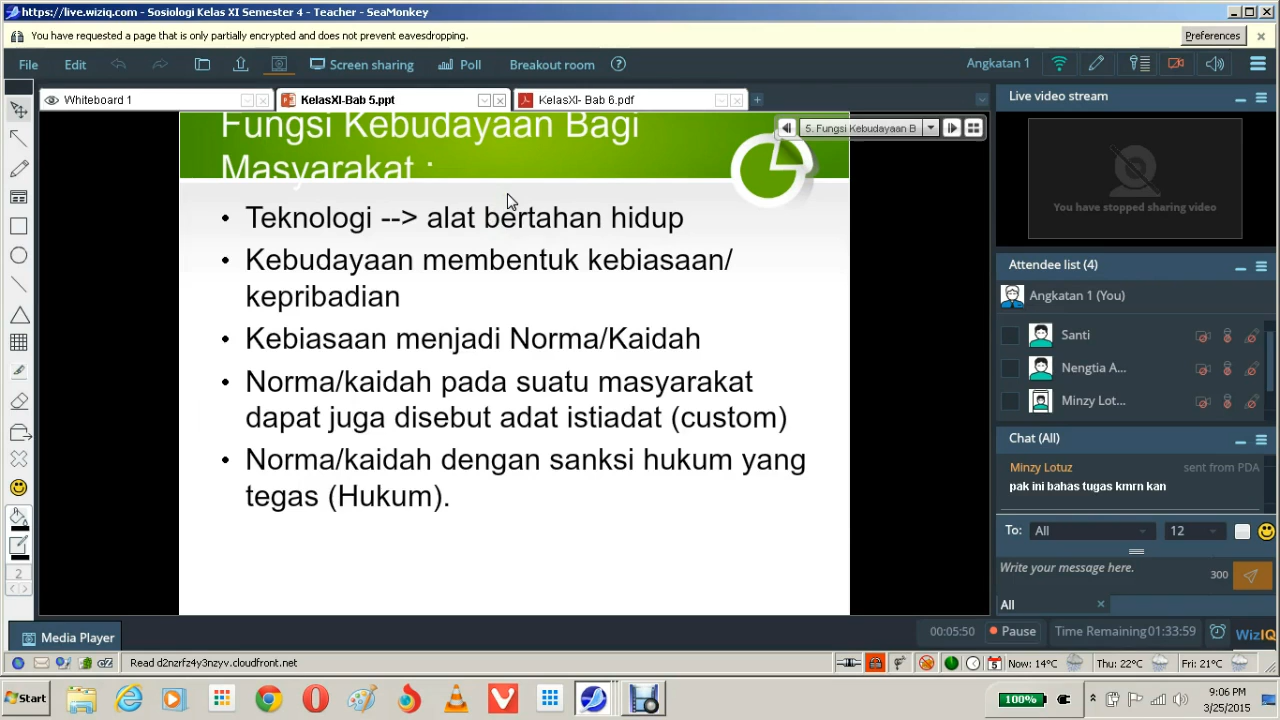 https://live.wiziq.com - Sosiologi Kelas XI Semester 4 - Teacher - SeaMonkey
You have requested a page that is only partially encrypted and does not prevent eavesdropping.
Preferences
File Edit Screen sharing Poll Breakout room ? Angkatan 1
Whiteboard 1 KelasXI-Bab 5.ppt KelasXI- Bab 6.pdf
5. Fungsi Kebudayaan B
Fungsi Kebudayaan Bagi
Masyarakat :
• Teknologi --> alat bertahan hidup
• Kebudayaan membentuk kebiasaan/
kepribadian
• Kebiasaan menjadi Norma/Kaidah
• Norma/kaidah pada suatu masyarakat
dapat juga disebut adat istiadat (custom)
• Norma/kaidah dengan sanksi hukum yang
tegas (Hukum).
2
Live video stream
You have stopped sharing video
Attendee list (4)
Angkatan 1 (You)
Santi
Nengtia A...
Minzy Lot...
Chat (All)
Minzy Lotuz sent from PDA
pak ini bahas tugas kmrn kan
To: All 12
Write your message here.
300
All
Media Player
00:05:50 Pause Time Remaining 01:33:59 WizIQ
Read d2nzrfz4y3nzyv.cloudfront.net
5 Now: 14°C Thu: 22°C Fri: 21°C
Start
100%
9:06 PM
3/25/2015